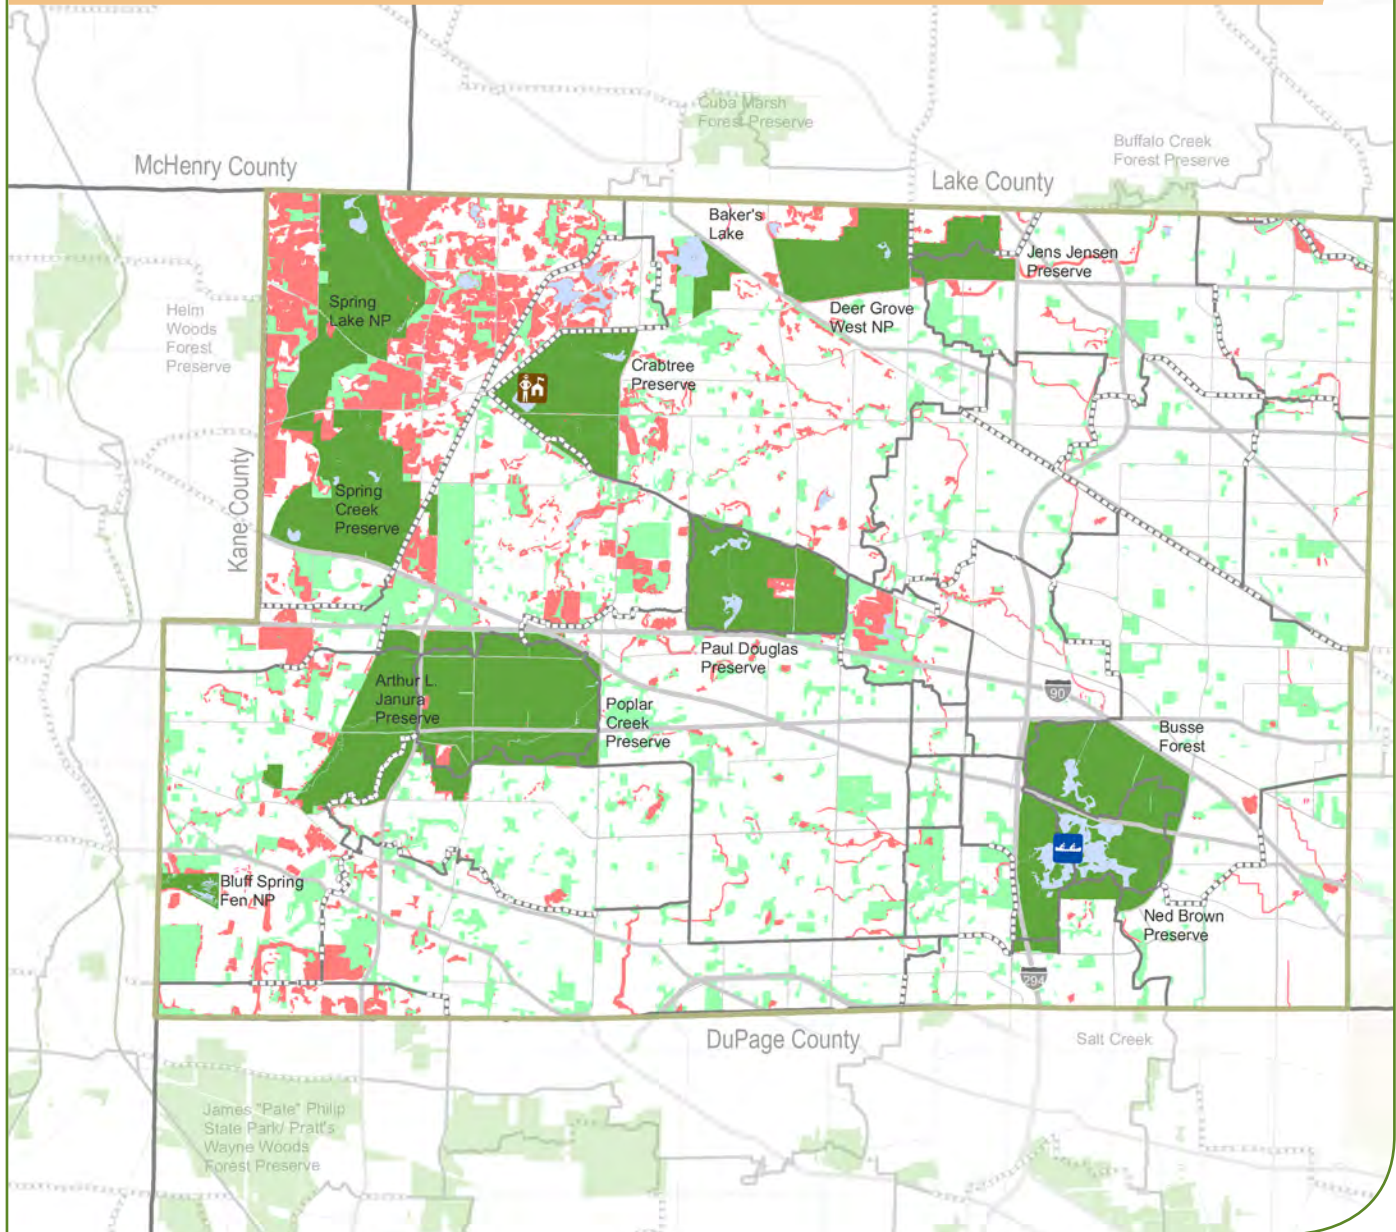 Cuba Marsh
Forest Preserve
Buffalo Creek
Forest Preserve
McHenry County
Lake County
Baker's
Lake
Jens Jensen
Preserve
Spring
Lake NP
Helm
Woods
Forest
Preserve
Deer Grove
West NP
Crabtree
Preserve
Kane County
Spring
Creek
Preserve
Paul Douglas
Preserve
Arthur L.
Janura
Preserve
90
Poplar
Creek
Preserve
Busse
Forest
Bluff Spring
Fen NP
Ned Brown
Preserve
294
DuPage County
Salt Creek
James "Pate" Philip
State Park/ Pratt's
Wayne Woods
Forest Preserve